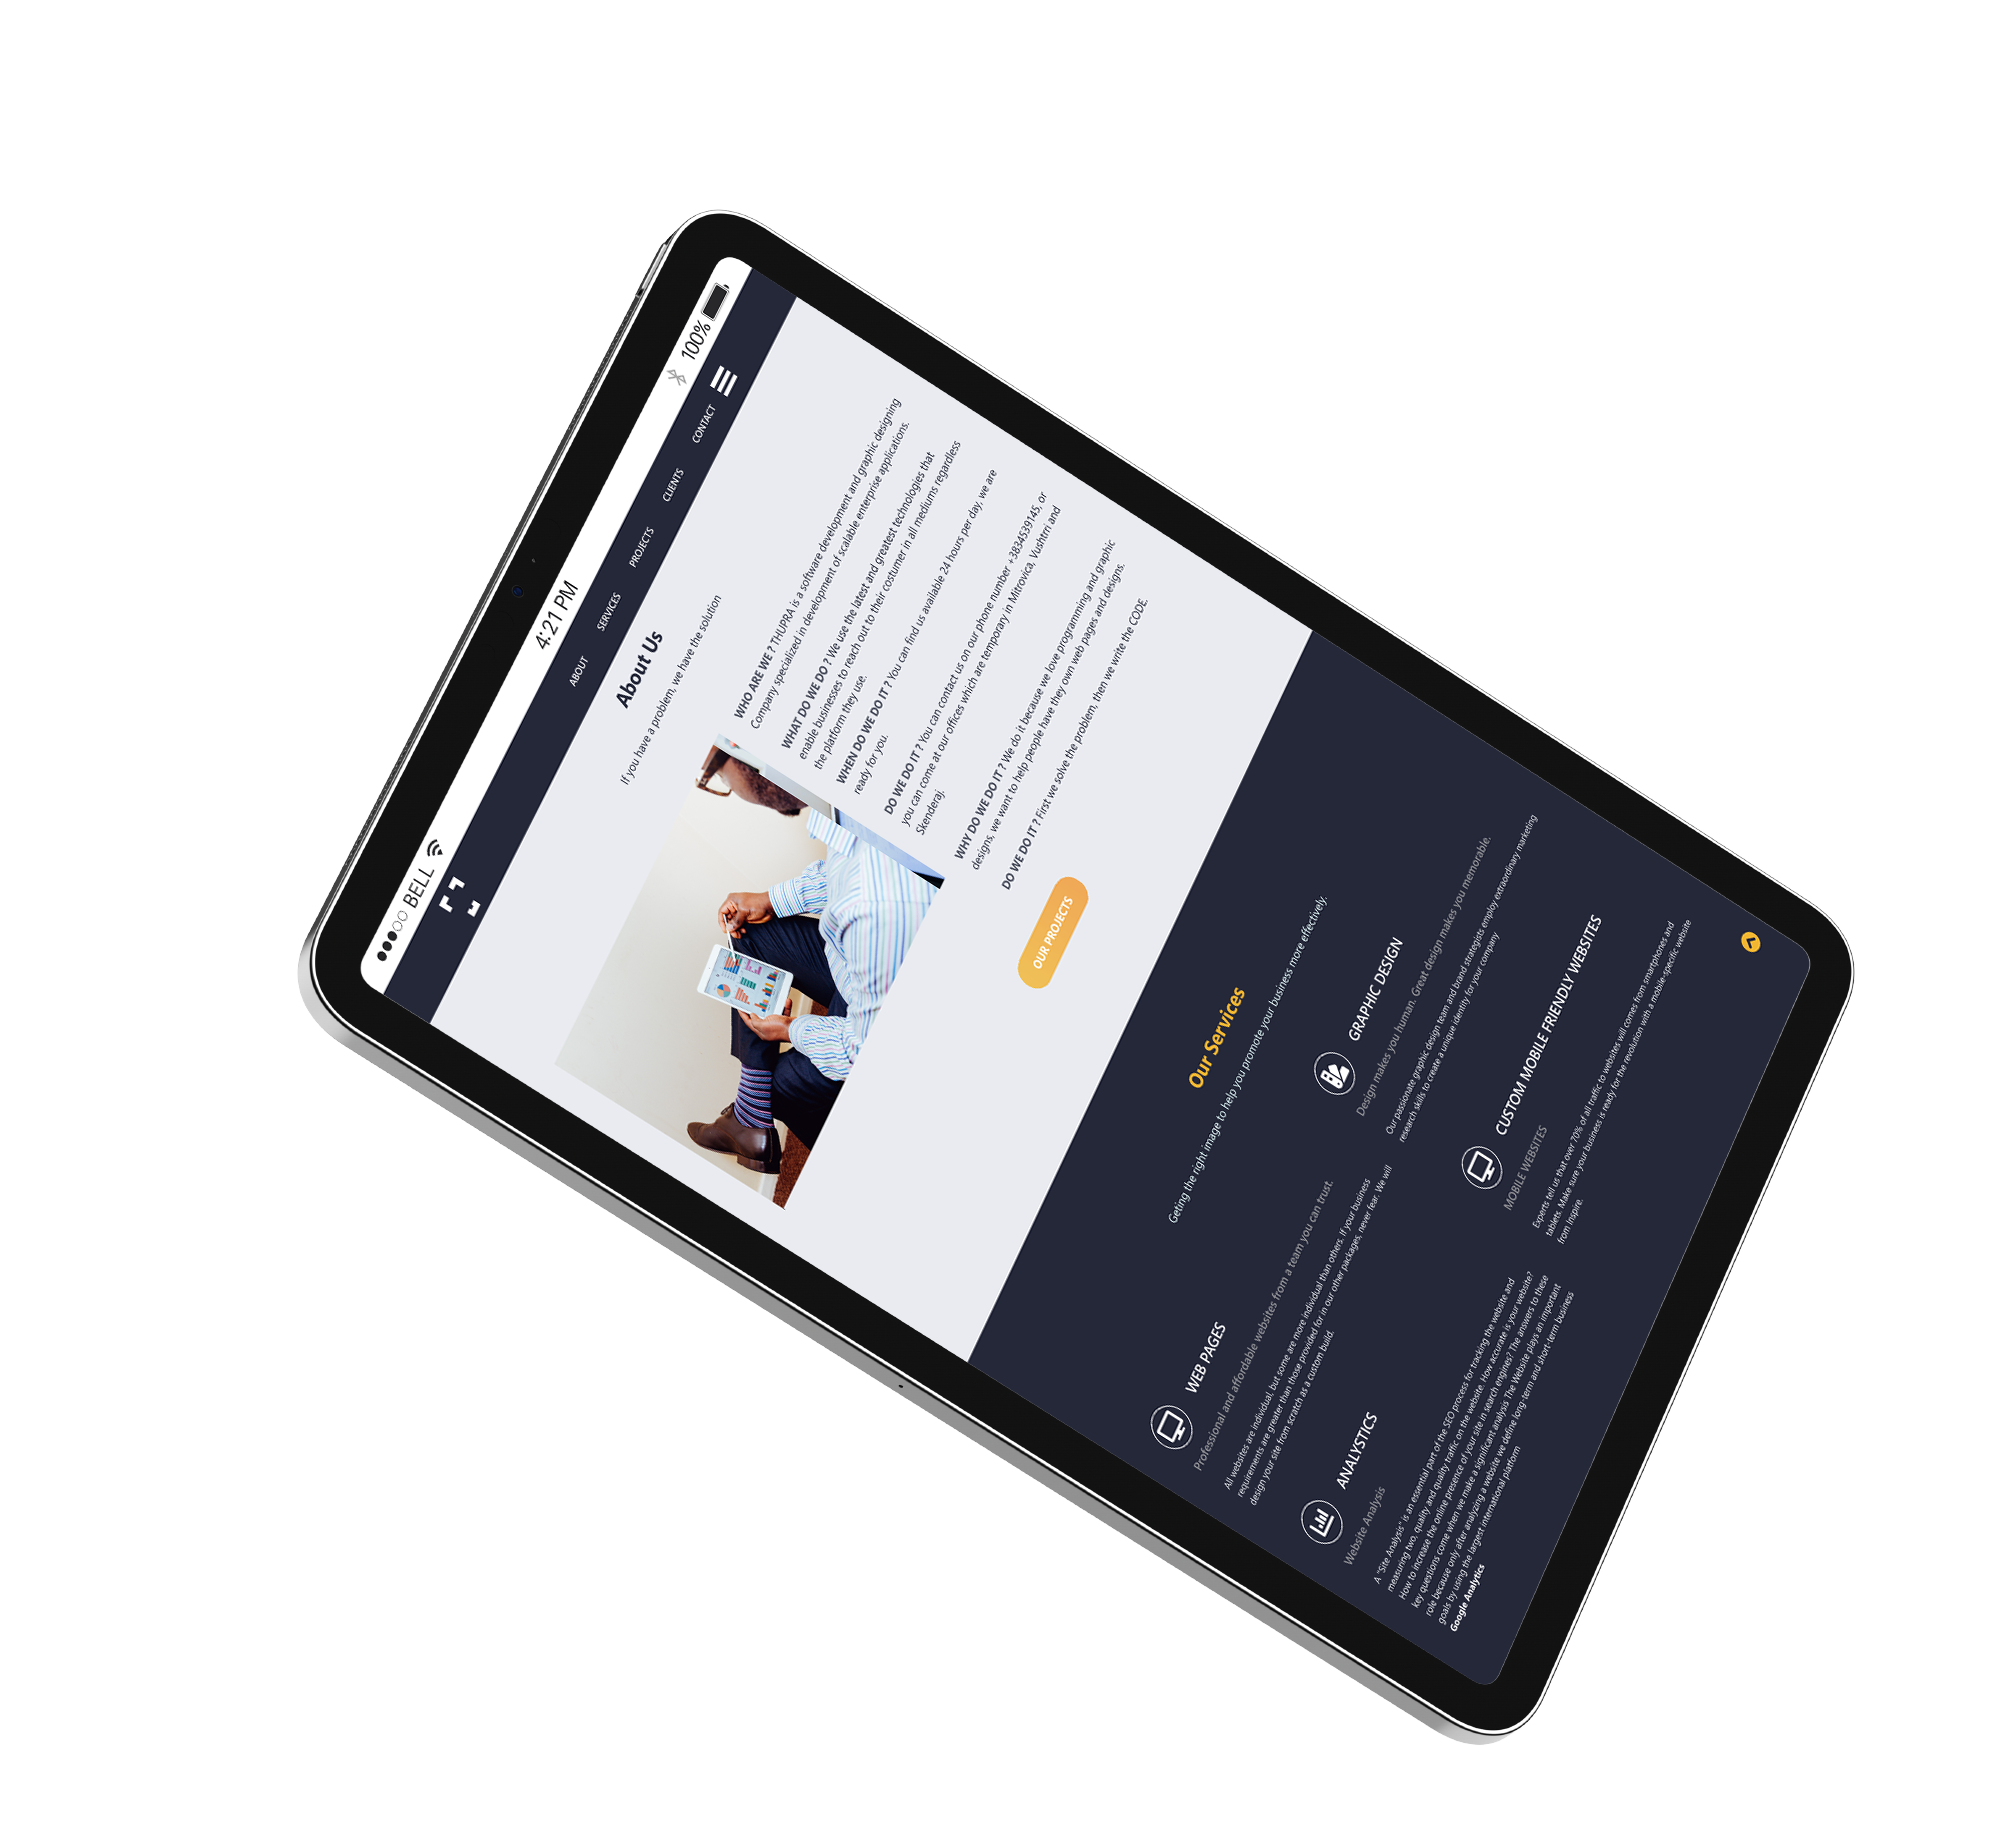 BELL
4:21 PM
100%
ABOUT
SERVICES
PROJECTS
CLIENTS
CONTACT
About Us
If you have a problem, we have the solution
WHO ARE WE ? THUPRA is a software development and graphic designing
Company specialized in development of scalable enterprise applications.
WHAT DO WE DO ? We use the latest and greatest technologies that
enable businesses to reach out to their costumer in all mediums regardless
the platform they use.
WHEN DO WE DO IT ? You can find us available 24 hours per day, we are
ready for you.
DO WE DO IT ? You can contact us on our phone number +3834539145, or
you can come at our offices which are temporary in Mitrovica, Vushtrri and
Skenderaj.
WHY DO WE DO IT ? We do it because we love programming and graphic
designs, we want to help people have they own web pages and designs.
DO WE DO IT ? First we solve the problem, then we write the CODE.
OUR PROJECTS
Our Services
Geting the right image to help you promote your business more effectively.
WEB PAGES
Professional and affordable websites from a team you can trust.
All websites are individual, but some are more individual than others. If your business
requirements are greater than those provided for in our other packages, never fear. We will
design your site from scratch as a custom build.
GRAPHIC DESIGN
Design makes you human. Great design makes you memorable.
Our passionate graphic design team and brand strategists employ extraordinary marketing
research skills to create a unique identity for your company
ANALYSTICS
Website Analysis
A "Site Analysis" is an essential part of the SEO process for tracking the website and
measuring two, quality and quality traffic on the website. How accurate is your website?
How to increase the online presence of your site in search engines? The answers to these
key questions come when we make a significant analysis The Website plays an important
role because only after analyzing a website we define long-term and short-term business
goals by using the largest international platform
Google Analytics
CUSTOM MOBILE FRIENDLY WEBSITES
MOBILE WEBSITES
Experts tell us that over 70% of all traffic to websites will comes from smartphones and
tablets. Make sure your business is ready for the revolution with a mobile-specific website
from Inspire.